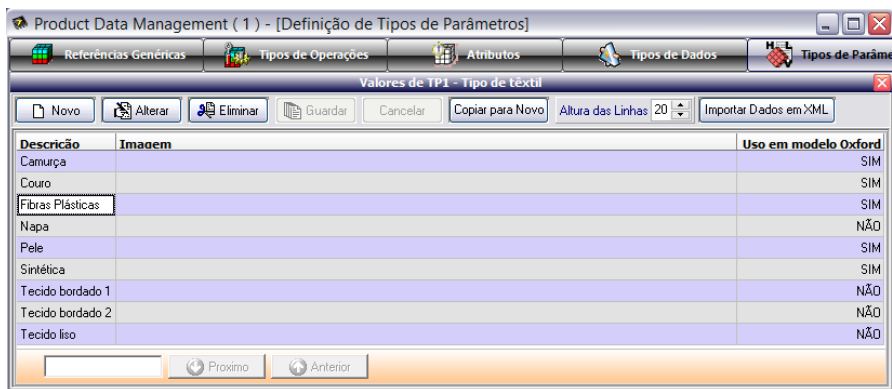 Product Data Management ( 1 ) - [Definição de Tipos de Parâmetros]
Referências Genéricas Tipos de Operações Atributos Tipos de Dados Tipos de Parâme
Valores de TP1 - Tipo de têxtil
Novo Alterar Eliminar Guardar Cancelar Copiar para Novo Altura das Linhas 20 Importar Dados em XML
Descrição Imagem Uso em modelo Oxford
Camurça SIM
Couro SIM
Fibras Plásticas SIM
Napa NÃO
Pele SIM
Sintética SIM
Tecido bordado 1 NÃO
Tecido bordado 2 NÃO
Tecido liso NÃO
Proximo Anterior